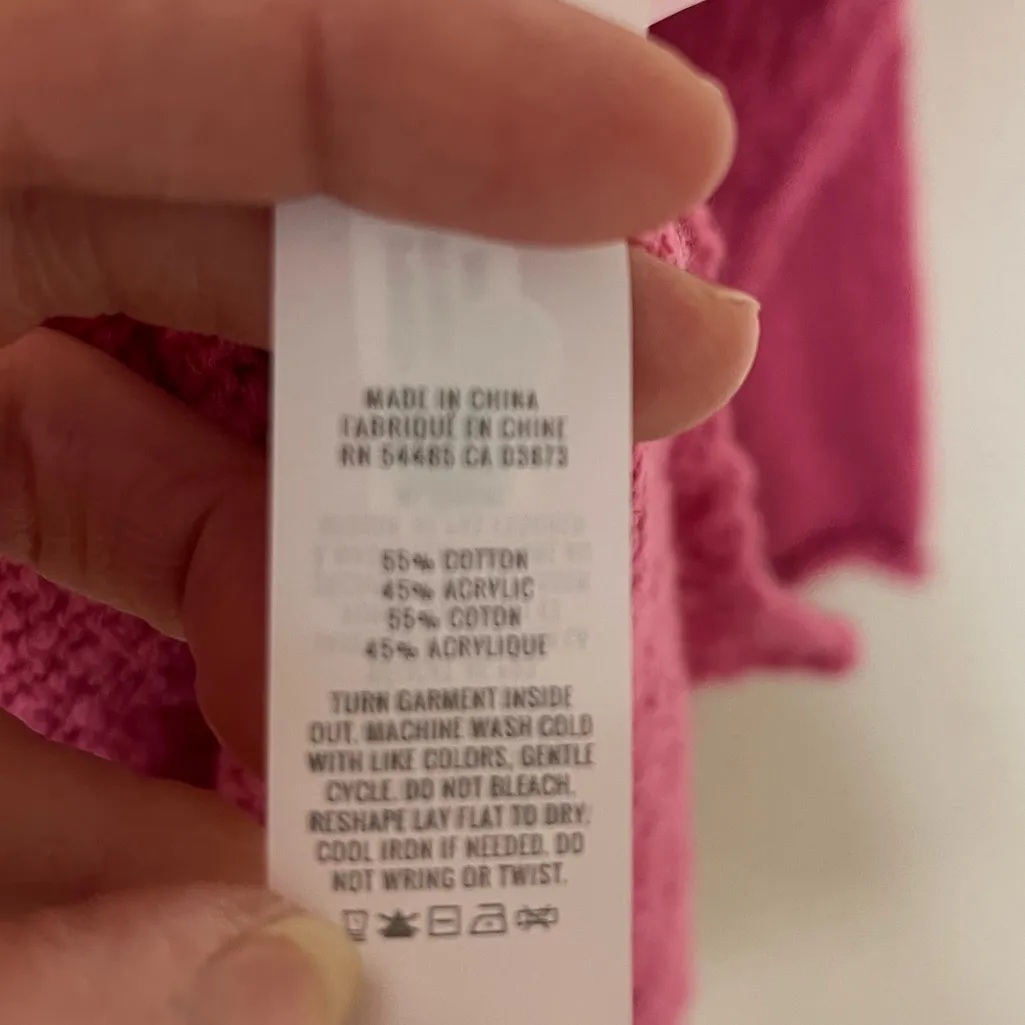 MADE IN CHINA
FABRIQUÉ EN CHINE
RN 54485 CA 03873
55% COTTON
45% ACRYLIC
55% COTON
45% ACRYLIQUE
TURN GARMENT INSIDE
OUT. MACHINE WASH COLD
WITH LIKE COLORS, GENTLE
CYCLE. DO NOT BLEACH.
RESHAPE LAY FLAT TO DRY.
COOL IRON IF NEEDED. DO
NOT WRING OR TWIST.